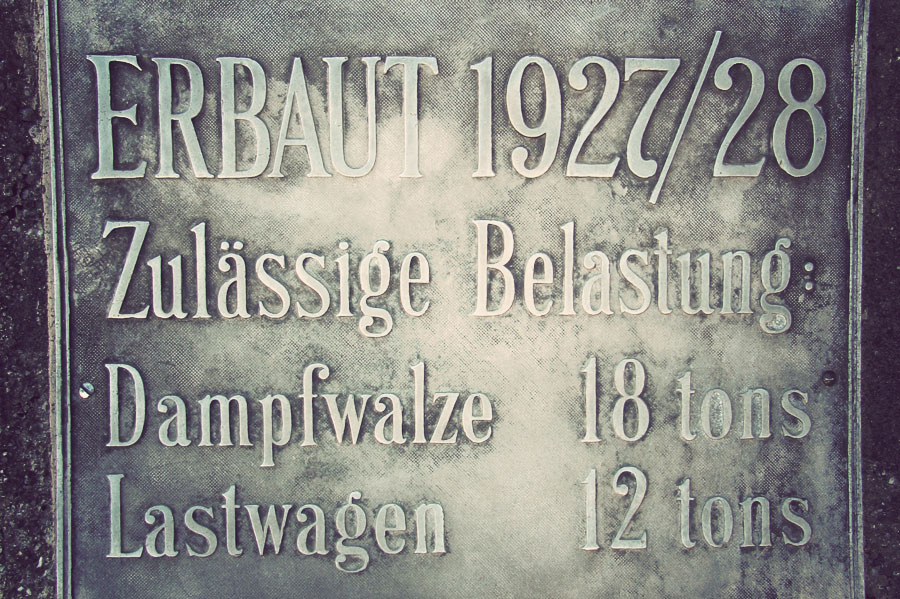 ERBAUT 1927/28
Zulässige Belastung:
Dampfwalze 18 tons
Lastwagen 12 tons